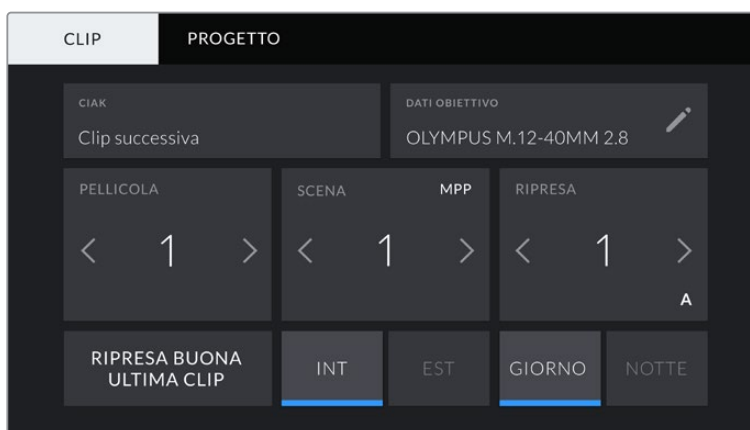 CLIP
PROGETTO
CIAK
Clip successiva
DATI OBIETTIVO
OLYMPUS M.12-40MM 2.8
PELLICOLA
1
SCENA
MPP
1
RIPRESA
1
A
RIPRESA BUONA
ULTIMA CLIP
INT
EST
GIORNO
NOTTE